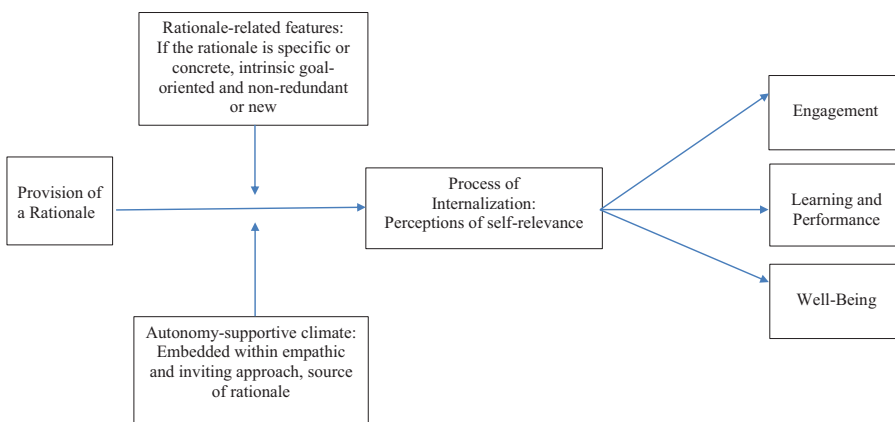 Rationale-related features:
If the rationale is specific or
concrete, intrinsic goal-
oriented and non-redundant
or new
Provision of
a Rationale
Process of
Internalization:
Perceptions of self-relevance
Engagement
Learning and
Performance
Well-Being
Autonomy-supportive climate:
Embedded within empathic
and inviting approach, source
of rationale